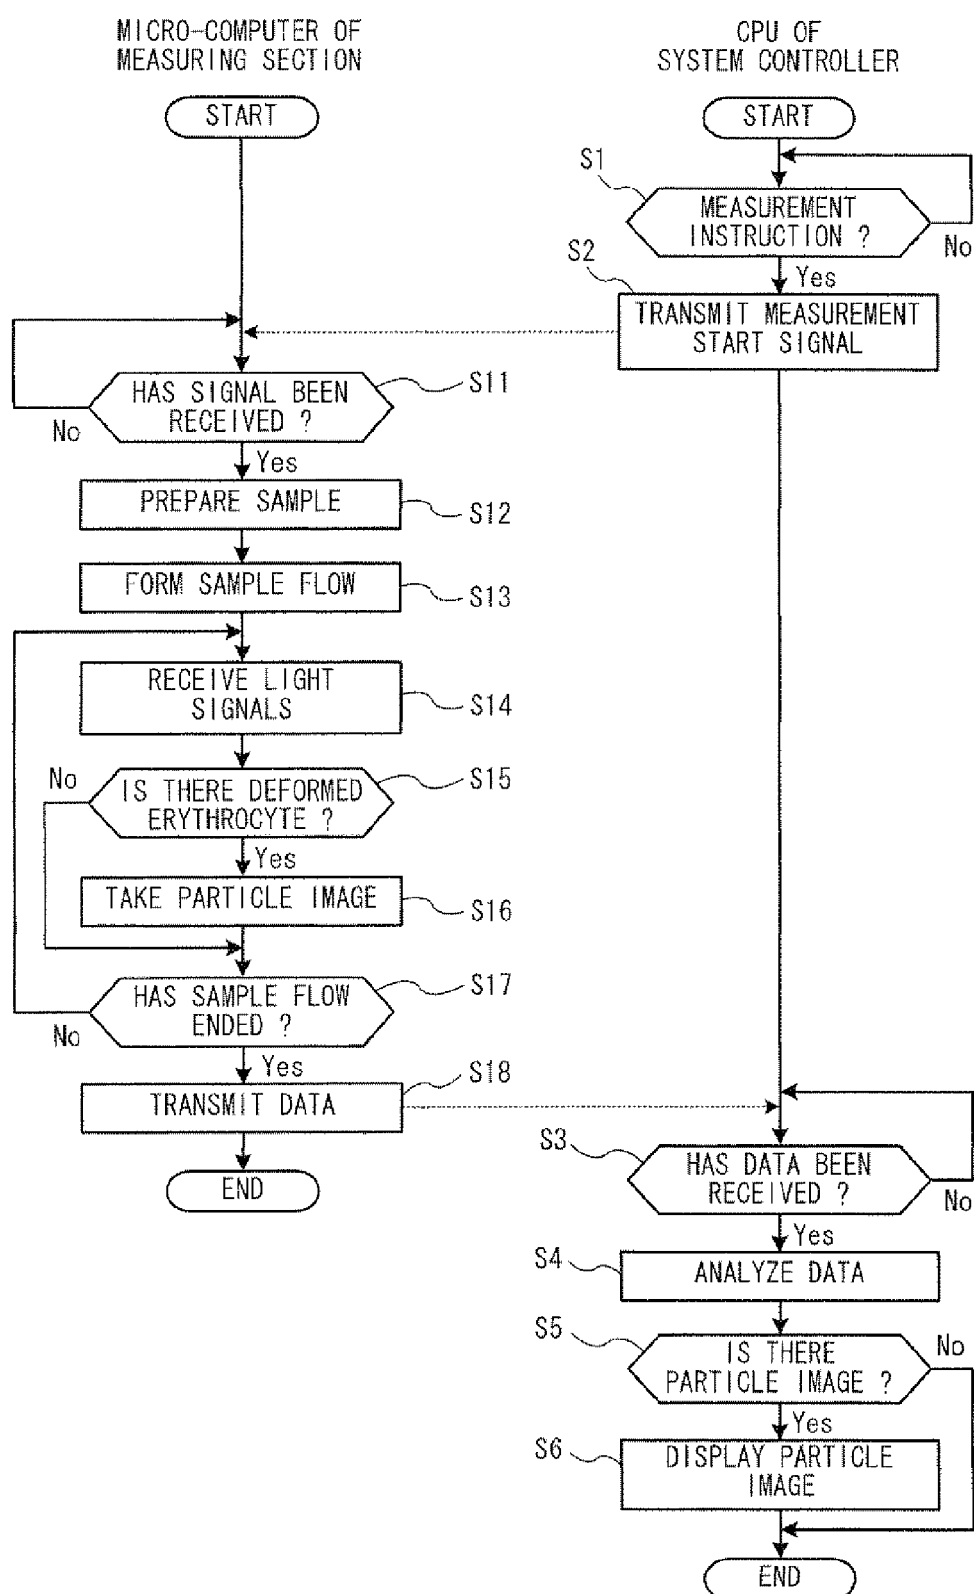 MICRO-COMPUTER OF
MEASURING SECTION
START
HAS SIGNAL BEEN
RECEIVED ?
S11
No
Yes
PREPARE SAMPLE
S12
FORM SAMPLE FLOW
S13
RECEIVE LIGHT
SIGNALS
S14
No
IS THERE DEFORMED
ERYTHROCYTE ?
S15
Yes
TAKE PARTICLE IMAGE
S16
HAS SAMPLE FLOW
ENDED ?
S17
No
Yes
S18
TRANSMIT DATA
END
CPU OF
SYSTEM CONTROLLER
START
S1
MEASUREMENT
INSTRUCTION ?
No
S2
Yes
TRANSMIT MEASUREMENT
START SIGNAL
S3
HAS DATA BEEN
RECEIVED ?
No
Yes
S4
ANALYZE DATA
S5
IS THERE
PARTICLE IMAGE ?
No
Yes
S6
DISPLAY PARTICLE
IMAGE
END